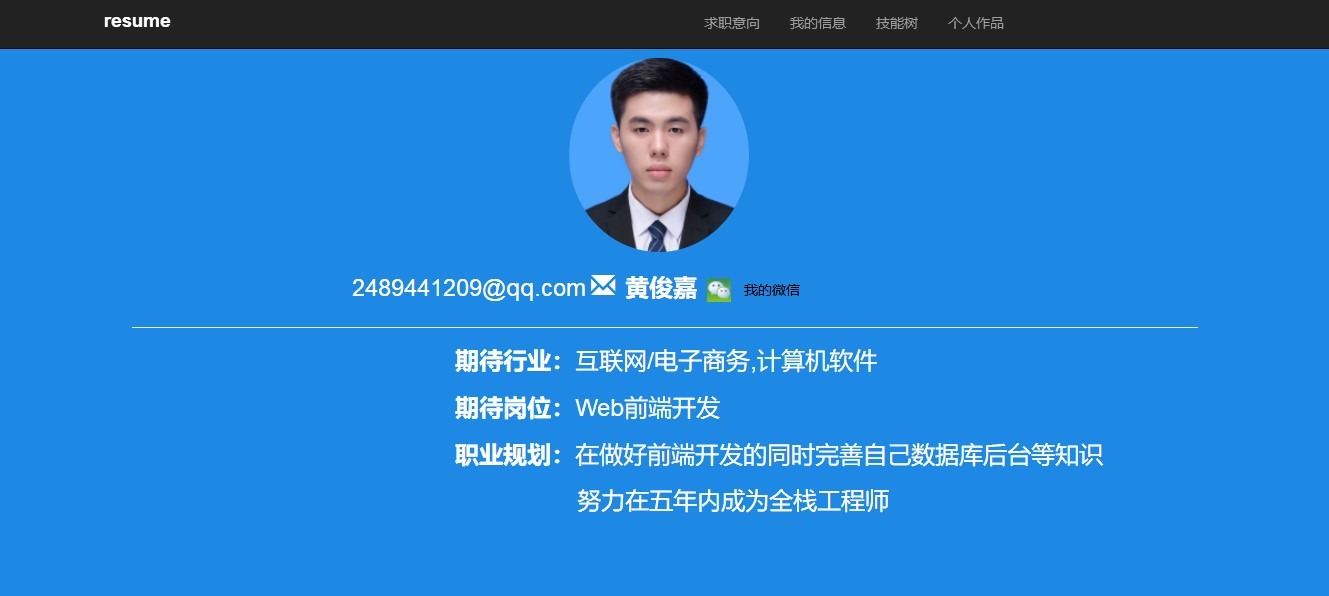 resume 求职意向 我的信息 技能树 个人作品
2489441209@qq.com 黄俊嘉 我的微信
期待行业：互联网/电子商务,计算机软件
期待岗位：Web前端开发
职业规划：在做好前端开发的同时完善自己数据库后台等知识
努力在五年内成为全栈工程师